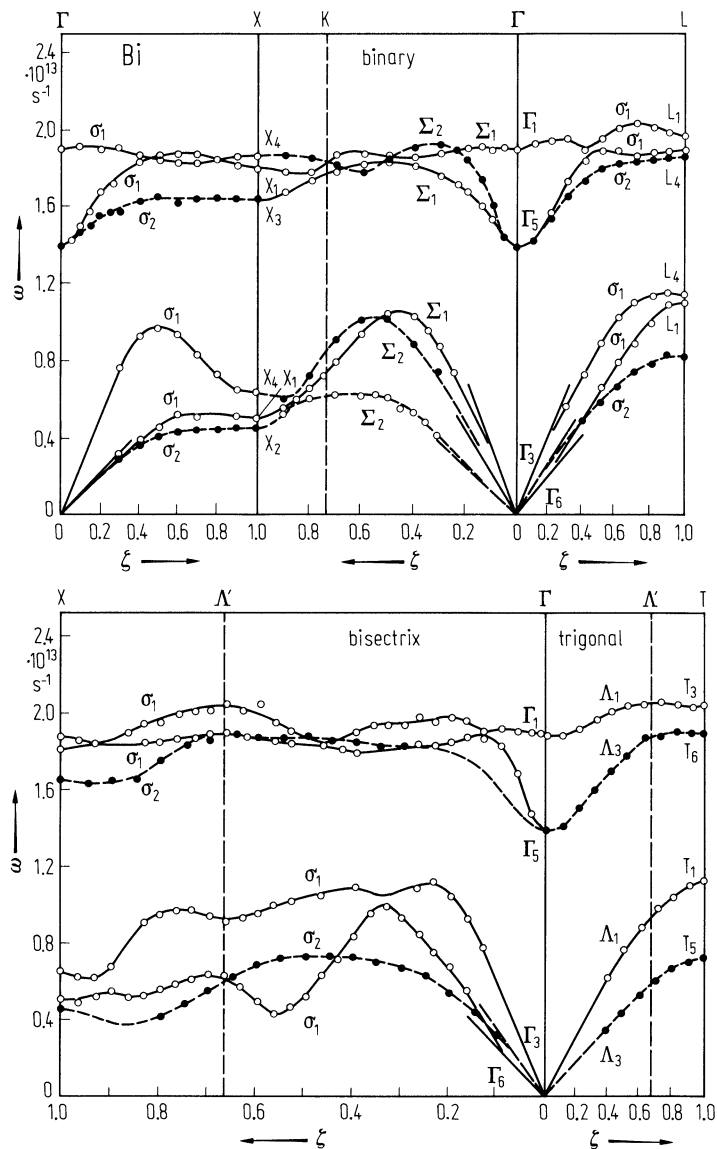 Γ X K Γ L
2.4
·10¹³
s⁻¹
2.0
1.6
1.2
0.8
0.4
0
ω
Bi binary
σ₁ X₄ Σ₂ Σ₁ Γ₁ σ₁ L₁
σ₁ X₁ Σ₁ σ₁
σ₂ X₃ Γ₅ σ₂ L₄
σ₁ Σ₁ σ₁ L₄
X₄ X₁ Σ₂ σ₁ L₁
σ₁ Σ₂ σ₂
σ₂ X₂ Γ₃
Γ₆
0 0.2 0.4 0.6 0.8 1.0 0.8 0.6 0.4 0.2 0 0.2 0.4 0.6 0.8 1.0
ζ ζ ζ
X Λ' Γ Λ' T
2.4
·10¹³
s⁻¹
2.0
1.6
1.2
0.8
0.4
0
ω
bisectrix trigonal
σ₁ Γ₁ Λ₁ T₃
σ₁ Λ₃ T₆
σ₂ Γ₅
σ₁ T₁
σ₂ Λ₁ T₅
σ₁ Γ₃ Λ₃
Γ₆
1.0 0.8 0.6 0.4 0.2 0 0.2 0.4 0.6 0.8 1.0
ζ ζ